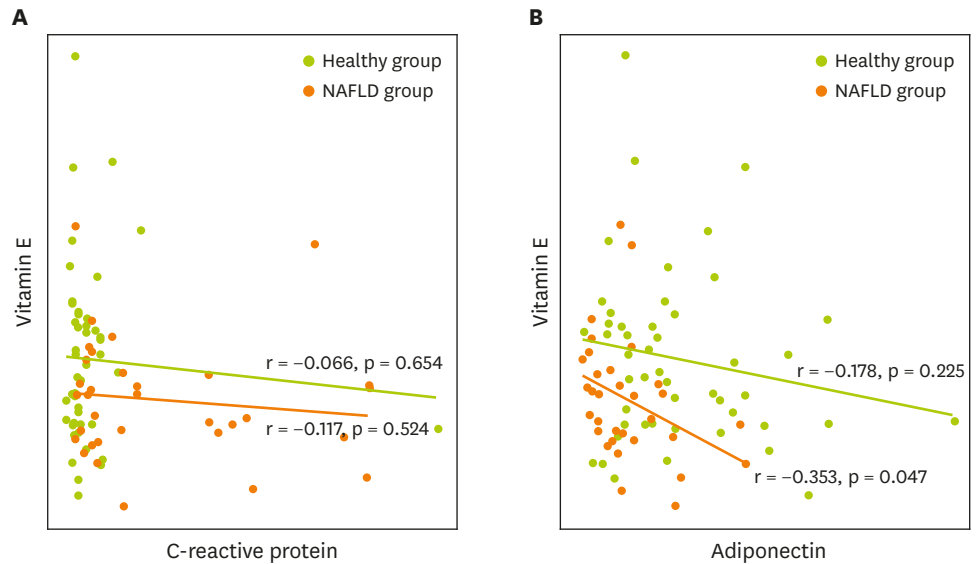 A
Healthy group
NAFLD group
Vitamin E
r = −0.066, p = 0.654
r = −0.117, p = 0.524
C-reactive protein
B
Healthy group
NAFLD group
Vitamin E
r = −0.178, p = 0.225
r = −0.353, p = 0.047
Adiponectin